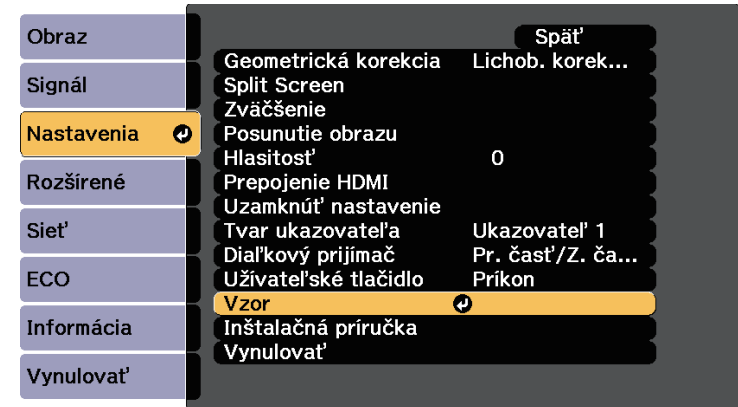 Obraz
Signál
Nastavenia
Rozšírené
Sieť
ECO
Informácia
Vynulovať
Späť
Geometrická korekcia Lichob. korek...
Split Screen
Zväčšenie
Posunutie obrazu
Hlasitosť 0
Prepojenie HDMI
Uzamknúť nastavenie
Tvar ukazovateľa Ukazovateľ 1
Diaľkový prijímač Pr. časť/Z. ča...
Užívateľské tlačidlo Príkon
Vzor
Inštalačná príručka
Vynulovať